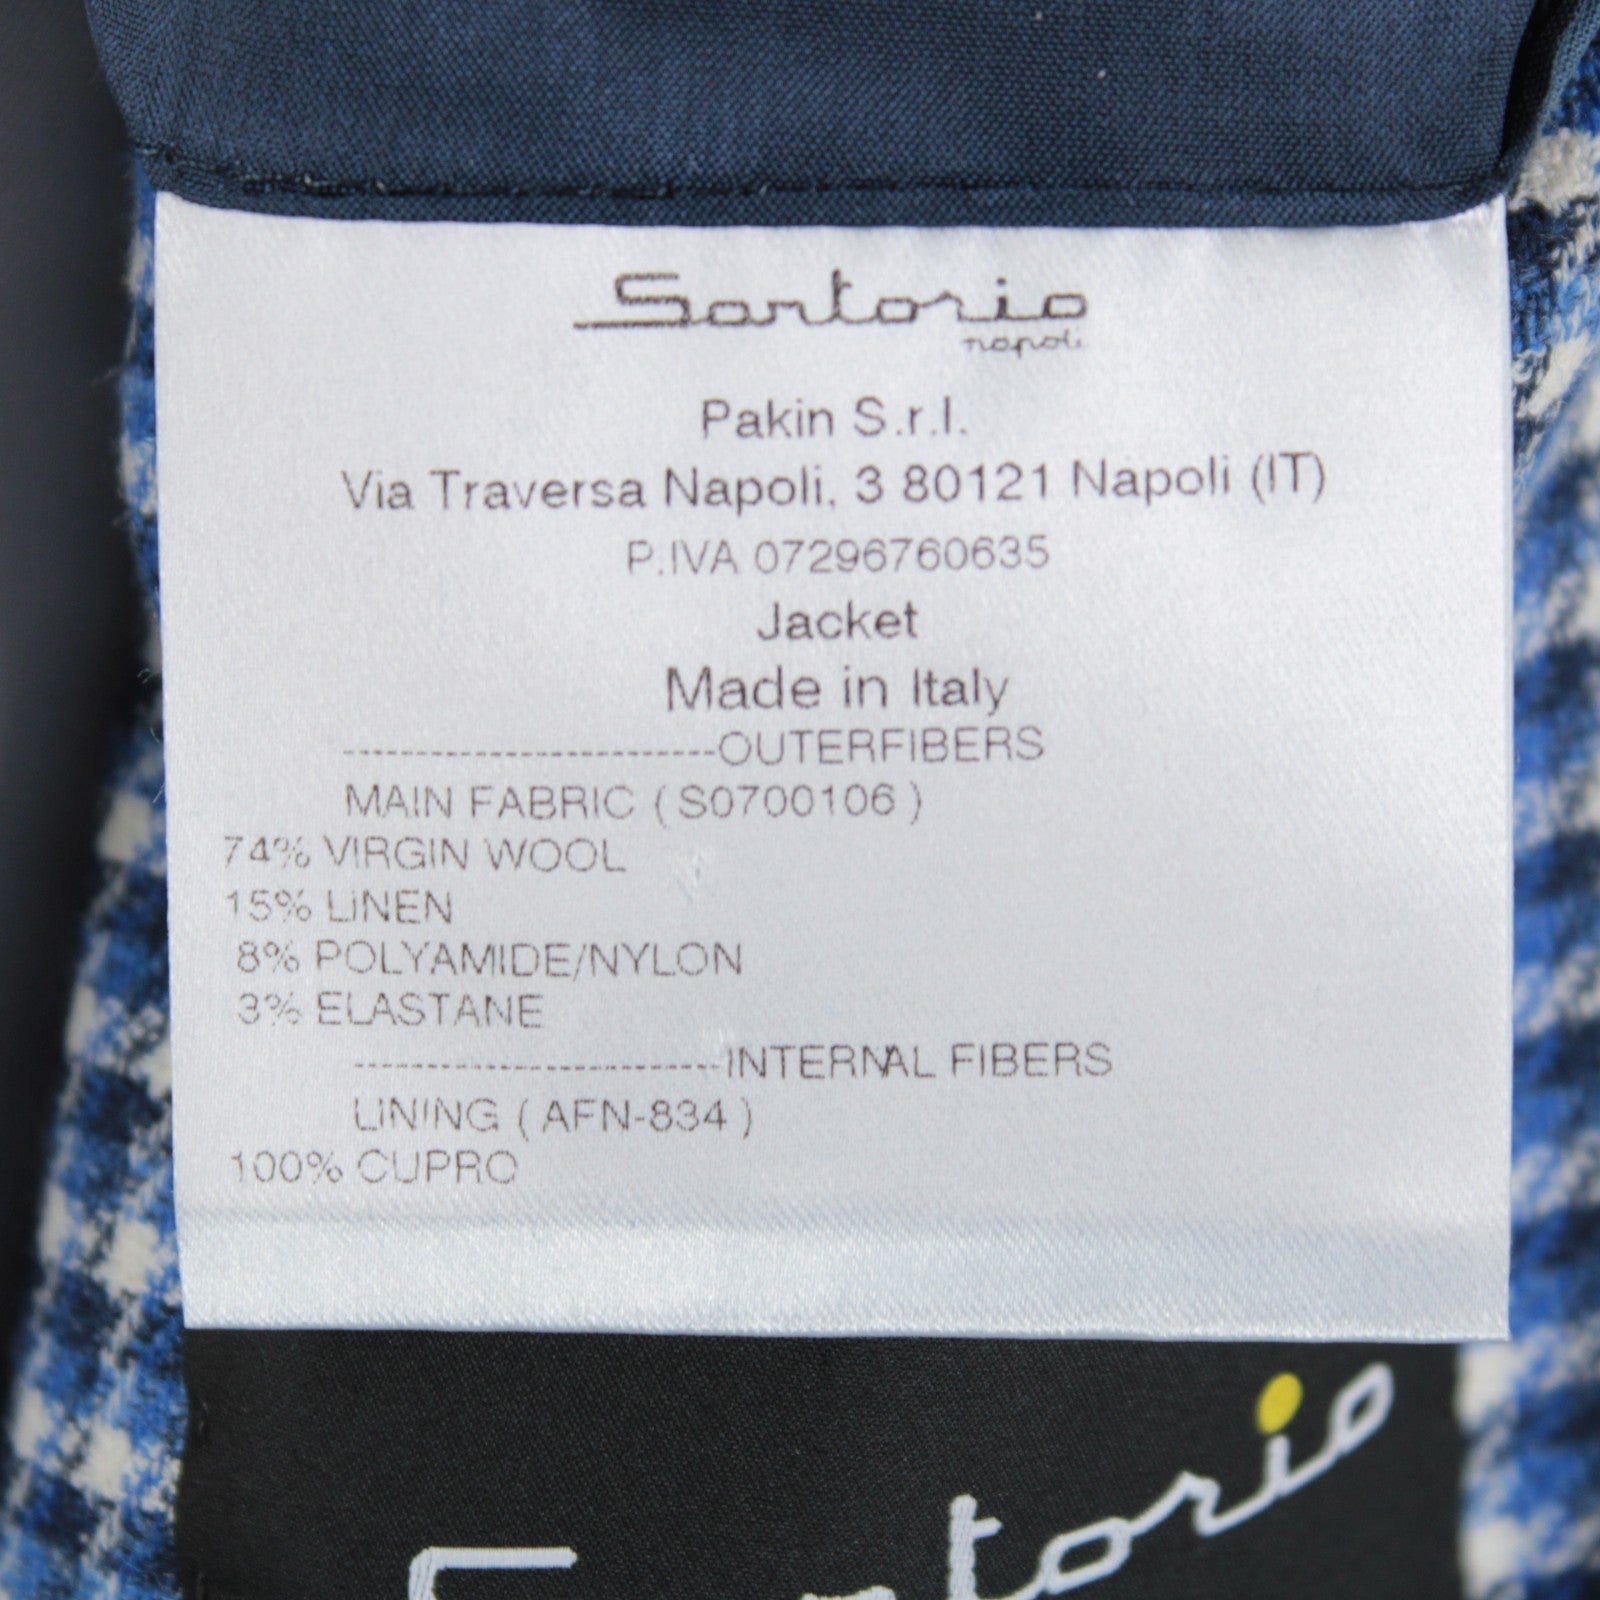 Sartorio
napoli
Pakin S.r.l.
Via Traversa Napoli, 3 80121 Napoli (IT)
P.IVA 07296760635
Jacket
Made in Italy
-------------------------OUTERFIBERS
MAIN FABRIC ( S0700106 )
74% VIRGIN WOOL
15% LINEN
8% POLYAMIDE/NYLON
3% ELASTANE
-------------------------INTERNAL FIBERS
LINING ( AFN-834 )
100% CUPRO
Sartorio